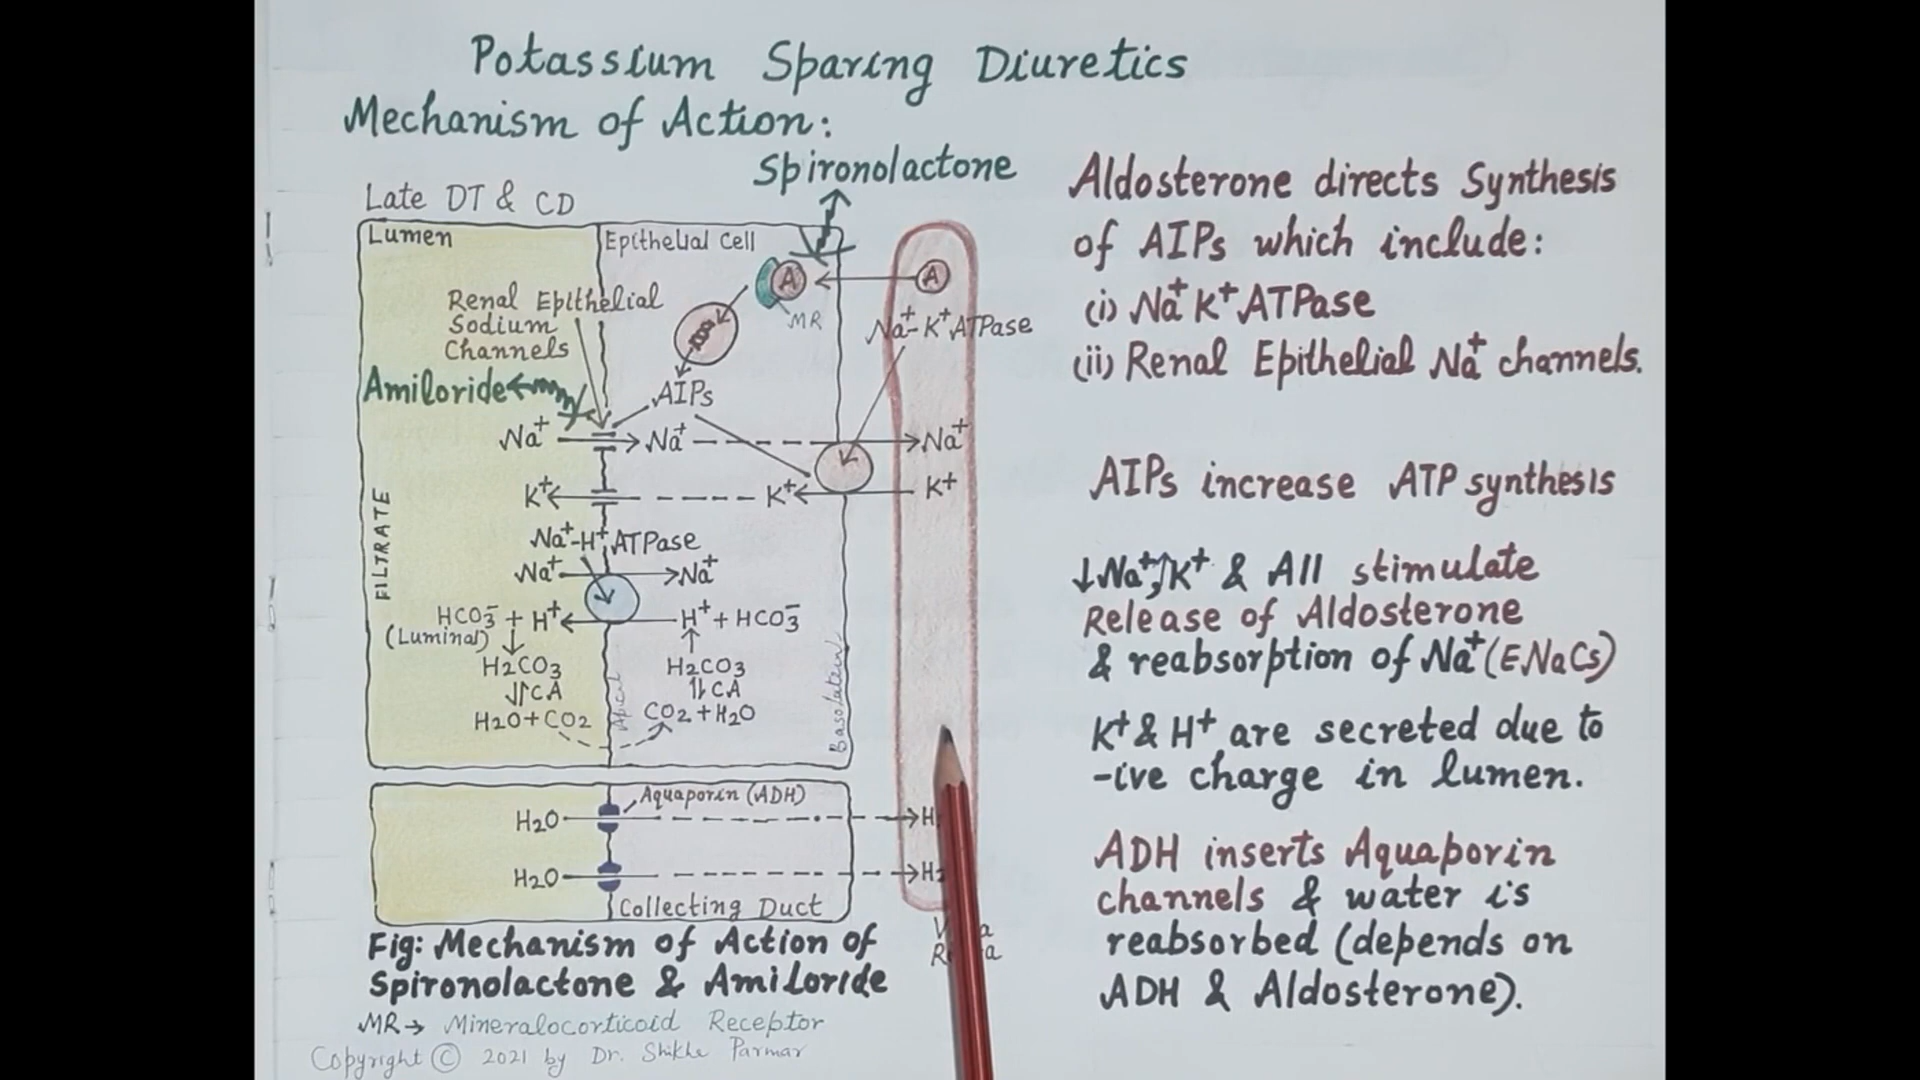 Potassium Sparing Diuretics
Mechanism of Action:
Spironolactone
Late DT & CD
Lumen
Epithelial Cell
A
A
MR
Renal Epithelial
Sodium
Channels
Na⁺-K⁺ATPase
Amiloride
AIPs
Na⁺
Na⁺
Na⁺
K⁺
K⁺
K⁺
FILTRATE
Na⁺-H⁺ATPase
Na⁺
Na⁺
HCO3⁻ + H⁺
H⁺ + HCO3⁻
(Luminal)
H2CO3
H2CO3
CA
CA
H2O+CO2
CO2+H2O
Apical
Aquaporin (ADH)
H2O
H2O
Collecting Duct
Fig: Mechanism of Action of
Spironolactone & Amiloride
MR → Mineralocorticoid Receptor
Copyright © 2021 by Dr. Shikha Parmar
Aldosterone directs Synthesis
of AIPs which include:
(i) Na⁺K⁺ATPase
(ii) Renal Epithelial Na⁺ channels.
AIPs increase ATP synthesis
↓Na⁺,↑K⁺ & AII stimulate
Release of Aldosterone
& reabsorption of Na⁺(ENaCs)
K⁺ & H⁺ are secreted due to
-ive charge in lumen.
ADH inserts Aquaporin
channels & water is
reabsorbed (depends on
ADH & Aldosterone).